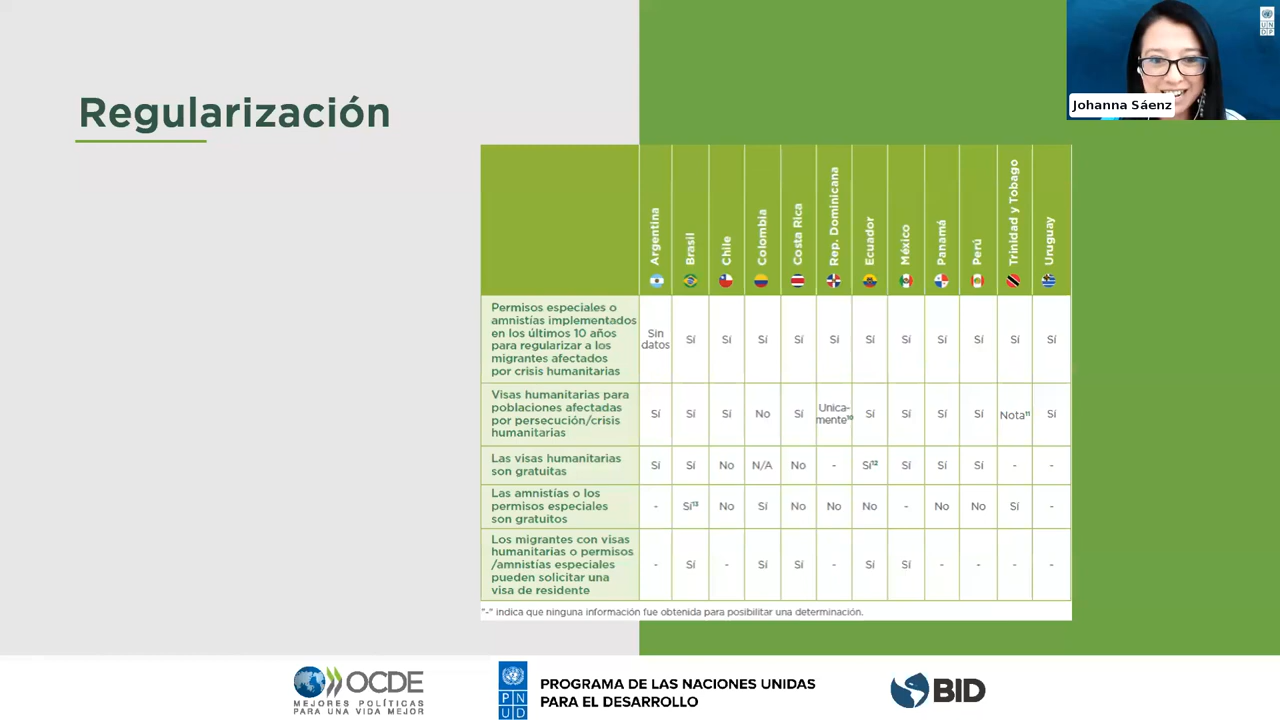 Regularización
UN
DP
Johanna Sáenz
Argentina
Brasil
Chile
Colombia
Costa Rica
Rep. Dominicana
Ecuador
México
Panamá
Perú
Trinidad y Tobago
Uruguay
Permisos especiales o
amnistías implementados
en los últimos 10 años
para regularizar a los
migrantes afectados
por crisis humanitarias
Sin
datos
Sí Sí Sí Sí Sí Sí Sí Sí Sí Sí Sí
Visas humanitarias para
poblaciones afectadas
por persecución/crisis
humanitarias
Sí Sí Sí No Sí
Unica-
mente¹⁰
Sí Sí Sí Sí Nota¹¹ Sí
Las visas humanitarias
son gratuitas
Sí Sí No N/A No - Sí¹² Sí Sí Sí - -
Las amnistías o los
permisos especiales
son gratuitos
- Sí¹³ No Sí No No No - No No Sí -
Los migrantes con visas
humanitarias o permisos
/amnistías especiales
pueden solicitar una
visa de residente
- Sí - Sí Sí - Sí Sí - - - -
"-" indica que ninguna información fue obtenida para posibilitar una determinación.
OCDE
MEJORES POLÍTICAS
PARA UNA VIDA MEJOR
PN
UD
PROGRAMA DE LAS NACIONES UNIDAS
PARA EL DESARROLLO
BID